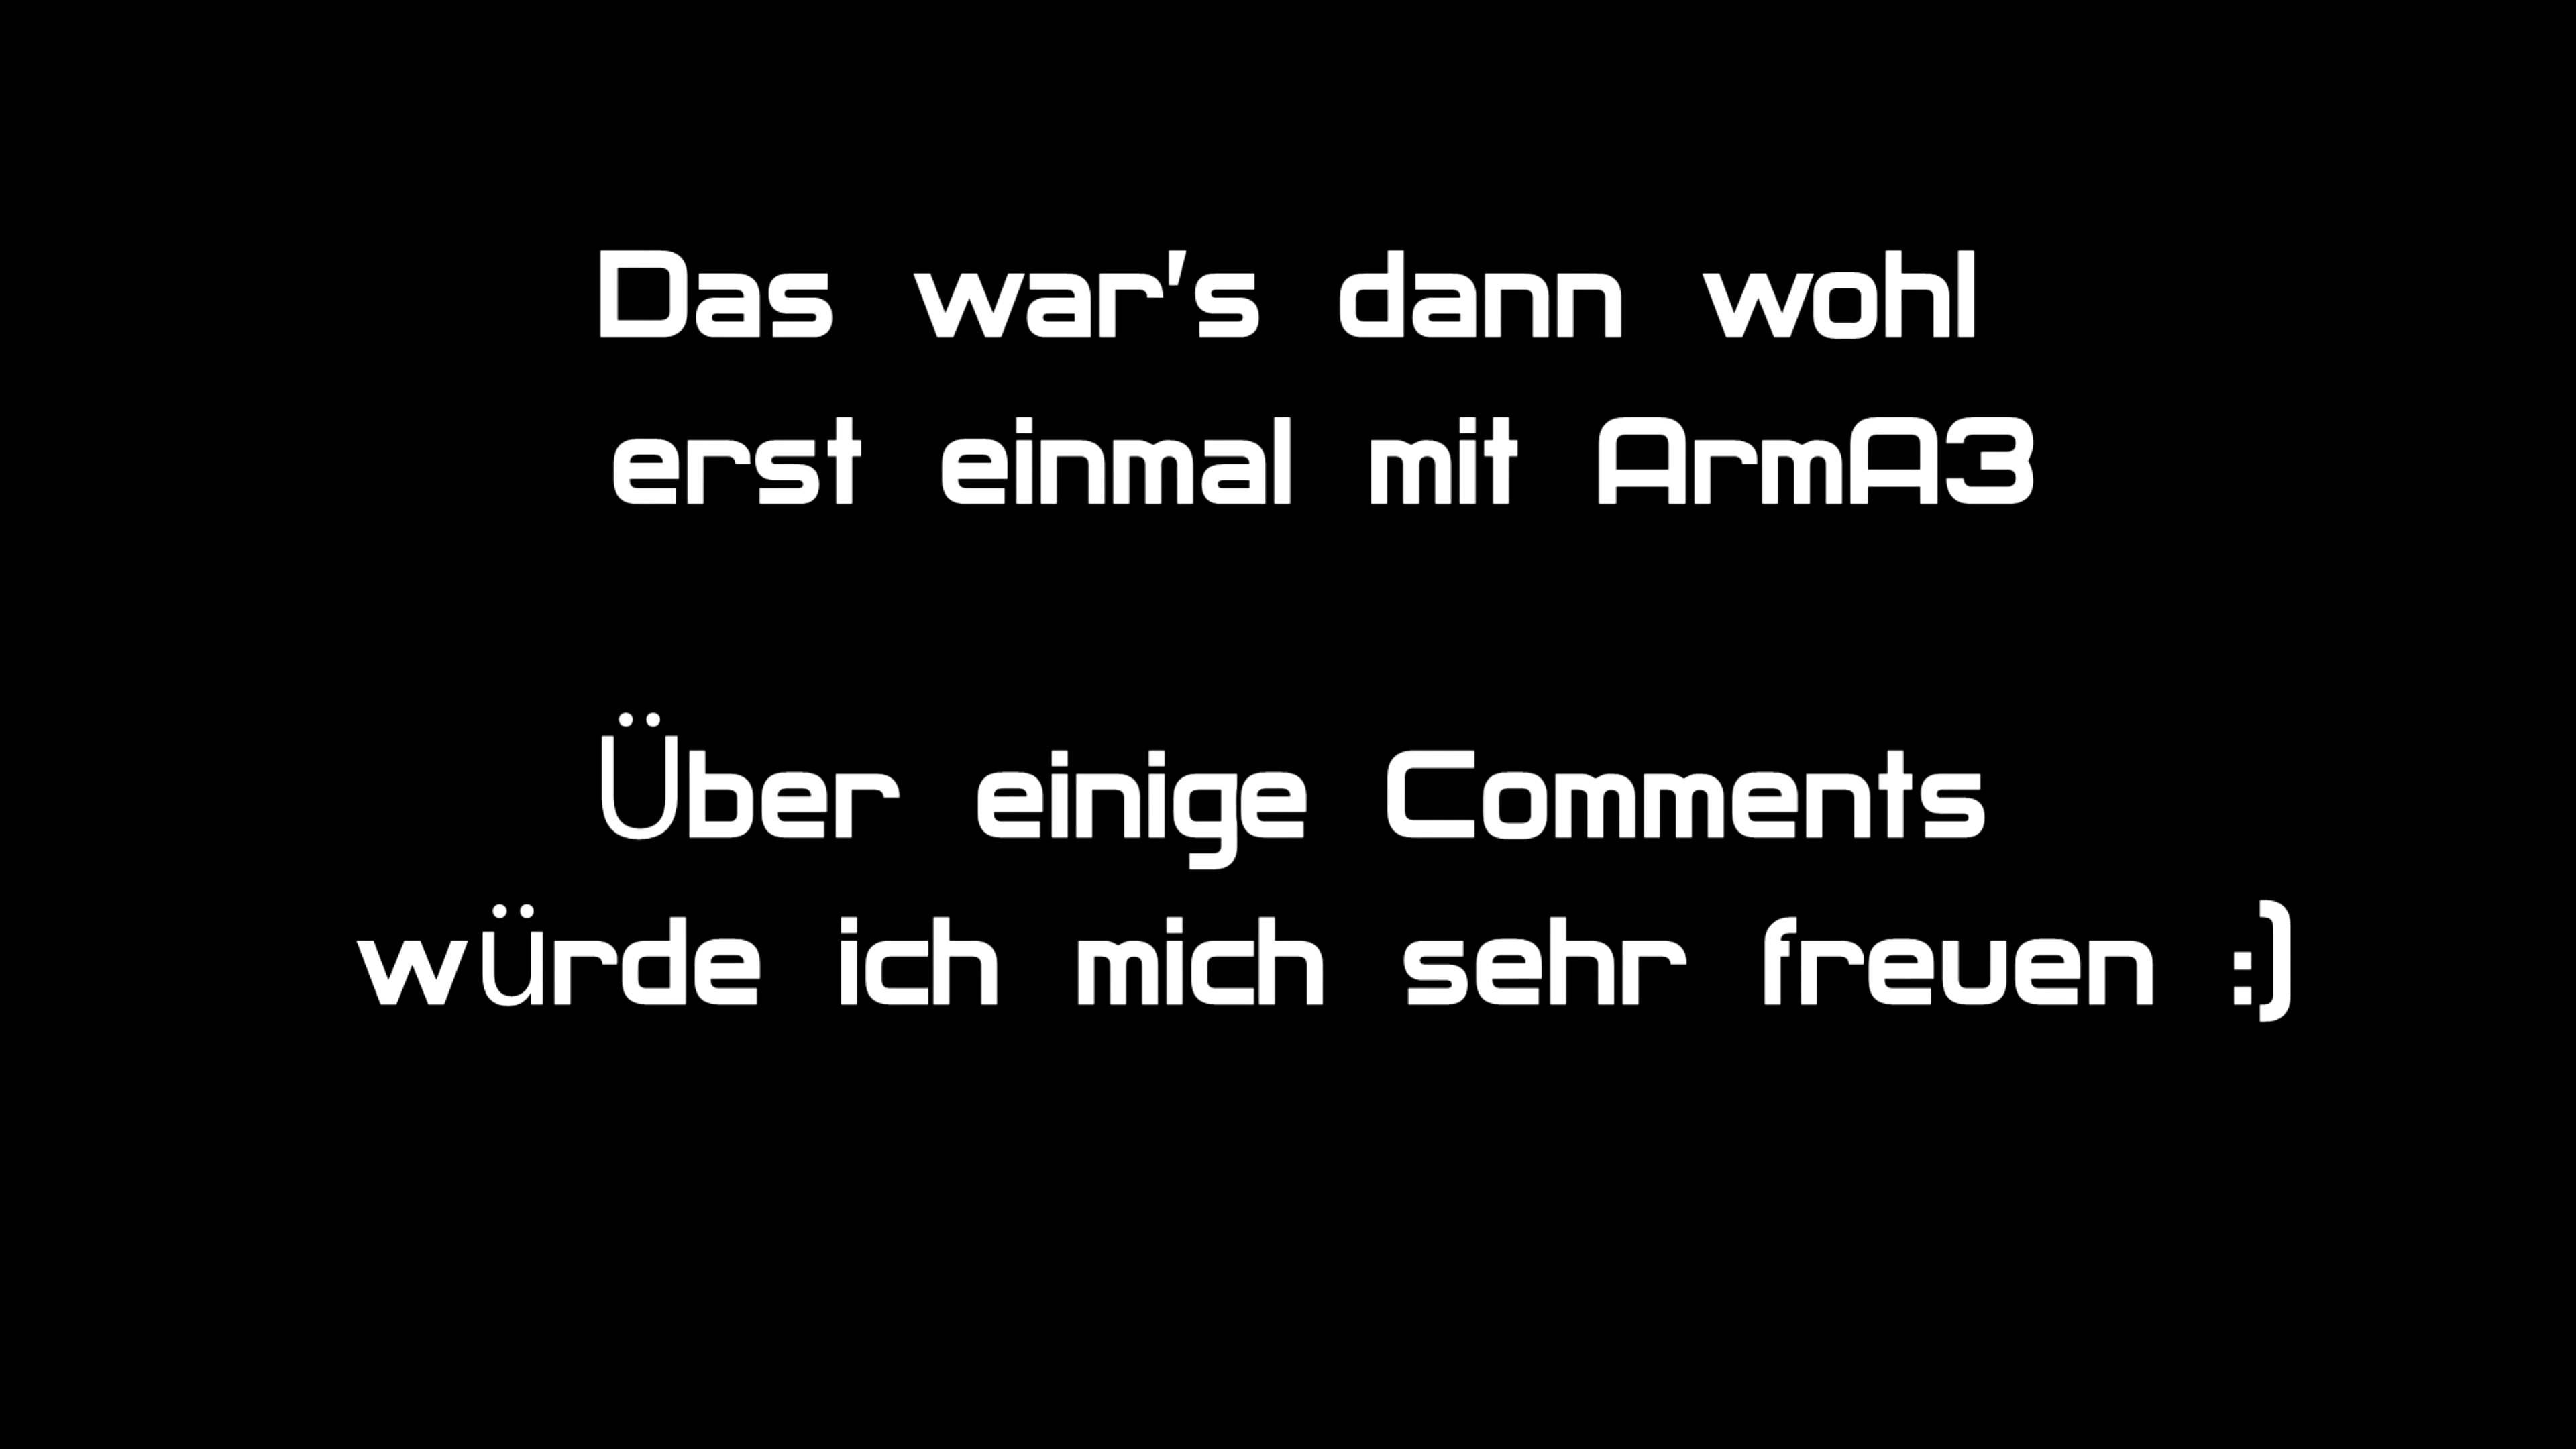 Das war's dann wohl
erst einmal mit ArmA3
Über einige Comments
würde ich mich sehr freuen :)